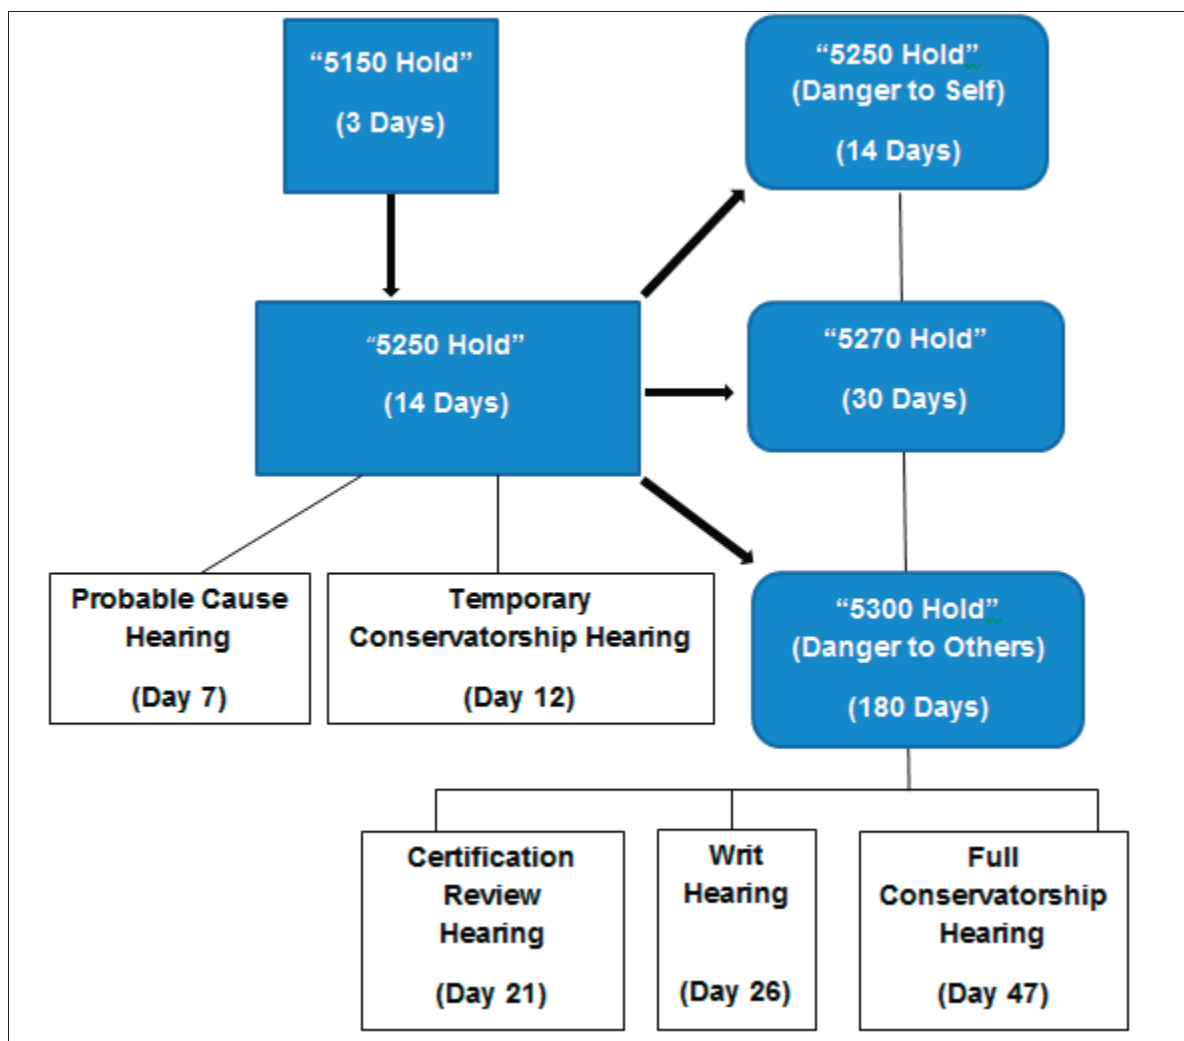 “5150 Hold”
(3 Days)
“5250 Hold”
(Danger to Self)
(14 Days)
“5250 Hold”
(14 Days)
“5270 Hold”
(30 Days)
Probable Cause
Hearing
(Day 7)
Temporary
Conservatorship Hearing
(Day 12)
“5300 Hold”
(Danger to Others)
(180 Days)
Certification
Review
Hearing
(Day 21)
Writ
Hearing
(Day 26)
Full
Conservatorship
Hearing
(Day 47)